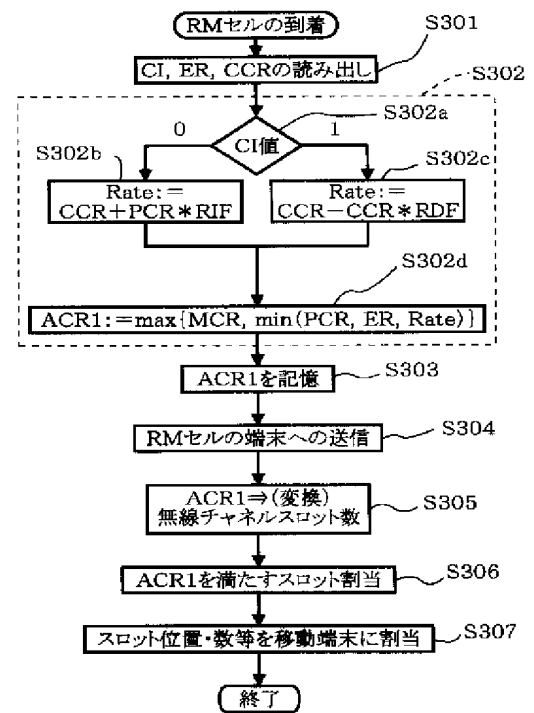 RMセルの到着
S301
CI, ER, CCRの読み出し
S302
S302a
0
CI値
1
S302b
S302c
Rate:=
CCR+PCR*RIF
Rate:=
CCR−CCR*RDF
S302d
ACR1:=max{MCR, min(PCR, ER, Rate)}
ACR1を記憶
S303
RMセルの端末への送信
S304
ACR1⇒(変換)
無線チャネルスロット数
S305
ACR1を満たすスロット割当
S306
スロット位置・数等を移動端末に割当
S307
終了